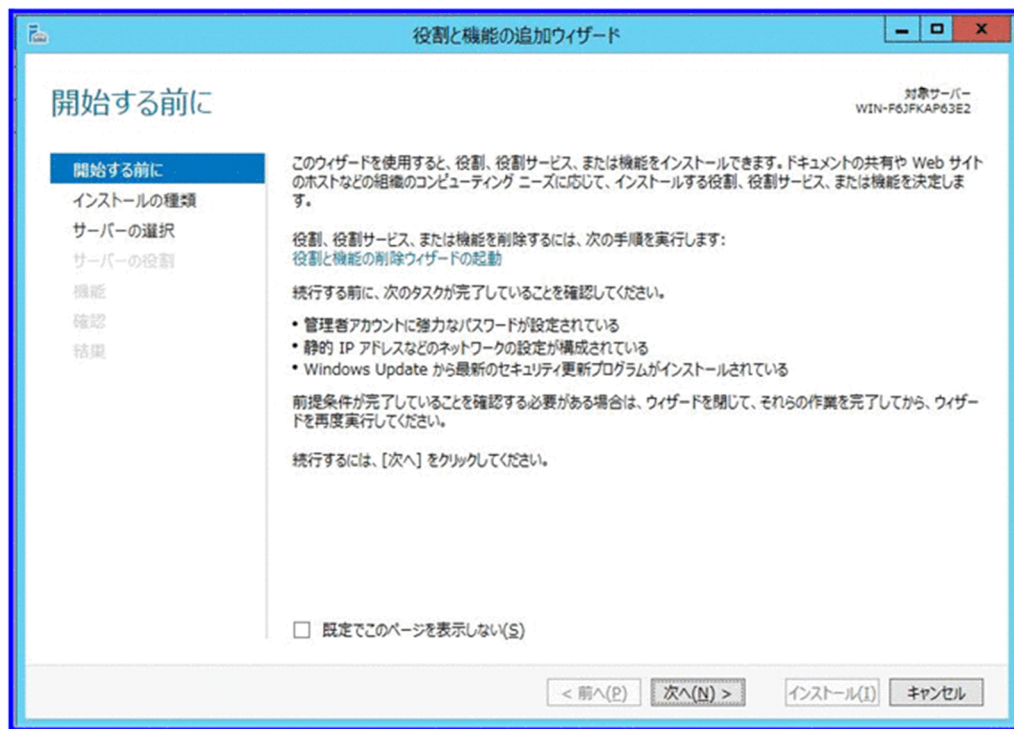 役割と機能の追加ウィザード
開始する前に
対象サーバー
WIN-F6JFKAP63E2
開始する前に
インストールの種類
サーバーの選択
サーバーの役割
機能
確認
結果
このウィザードを使用すると、役割、役割サービス、または機能をインストールできます。ドキュメントの共有や Web サイト
のホストなどの組織のコンピューティング ニーズに応じて、インストールする役割、役割サービス、または機能を決定しま
す。
役割、役割サービス、または機能を削除するには、次の手順を実行します:
役割と機能の削除ウィザードの起動
続行する前に、次のタスクが完了していることを確認してください。
• 管理者アカウントに強力なパスワードが設定されている
• 静的 IP アドレスなどのネットワークの設定が構成されている
• Windows Update から最新のセキュリティ更新プログラムがインストールされている
前提条件が完了していることを確認する必要がある場合は、ウィザードを閉じて、それらの作業を完了してから、ウィザー
ドを再度実行してください。
続行するには、[次へ] をクリックしてください。
既定でこのページを表示しない(S)
< 前へ(P)
次へ(N) >
インストール(I)
キャンセル